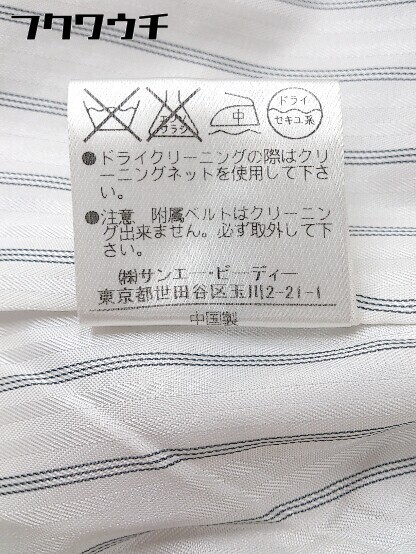 フクワウチ
エンソ
サラシ
中
ドライ
セキユ系
●ドライクリーニングの際はクリ
ーニングネットを使用して下さ
い。
●注意 附属ベルトはクリーニン
グ出来ません。必ず取外して下
さい。
㈱サンエー・ビーディー
東京都世田谷区玉川2-21-1
中国製